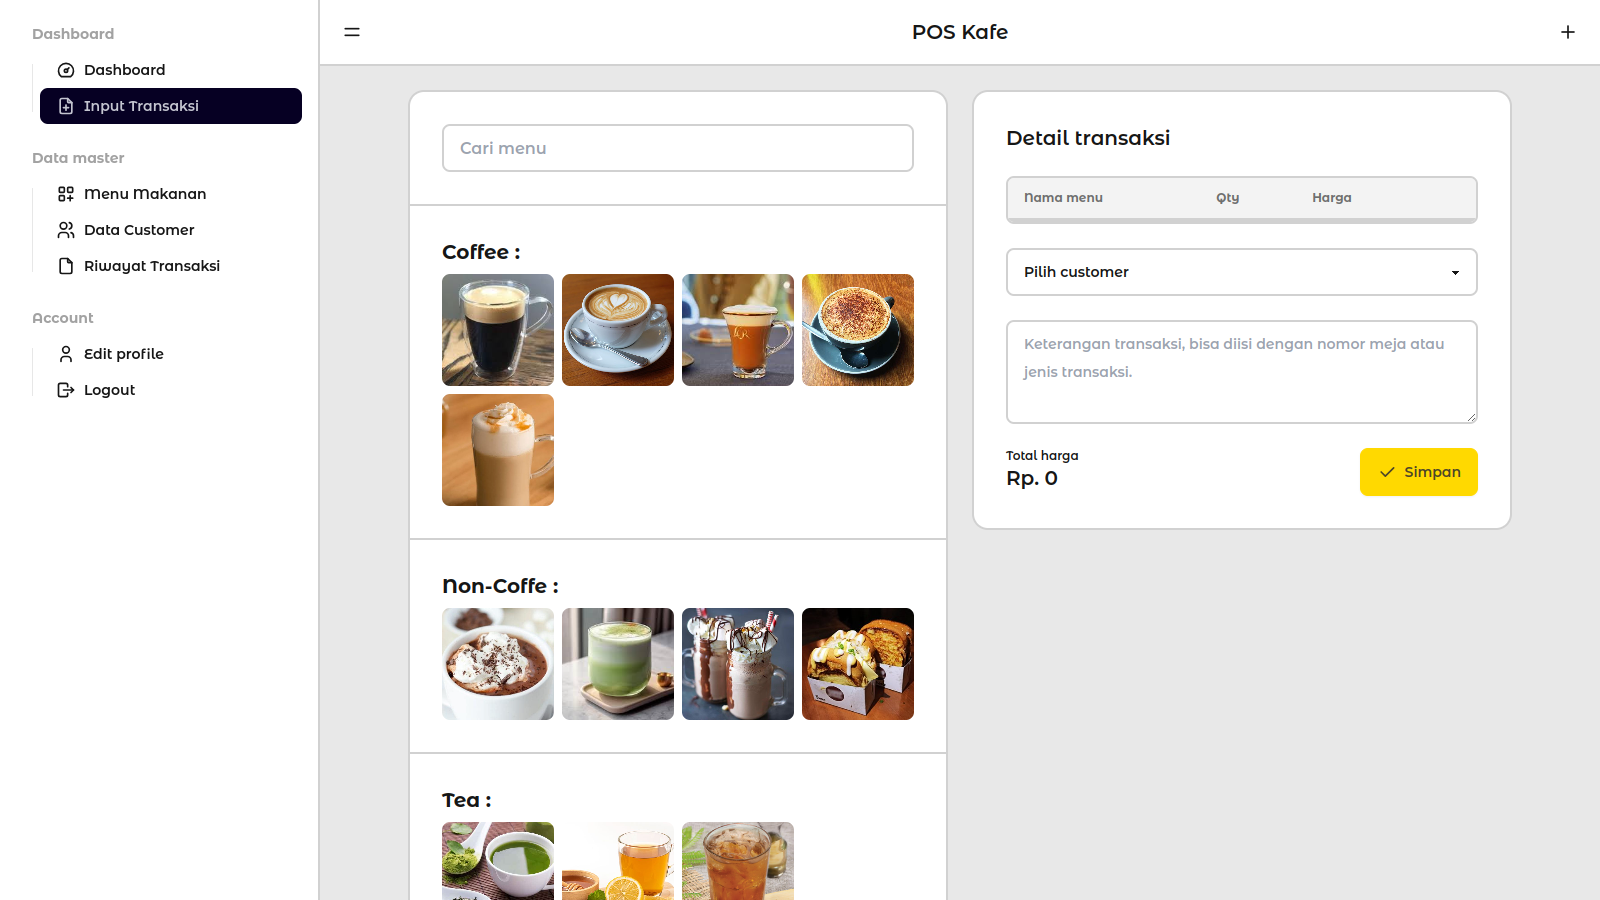 Dashboard
Dashboard
Input Transaksi
Data master
Menu Makanan
Data Customer
Riwayat Transaksi
Account
Edit profile
Logout
POS Kafe
Cari menu
Coffee :
Non-Coffe :
Tea :
Detail transaksi
Nama menu Qty Harga
Pilih customer
Keterangan transaksi, bisa diisi dengan nomor meja atau
jenis transaksi.
Total harga
Rp. 0
Simpan